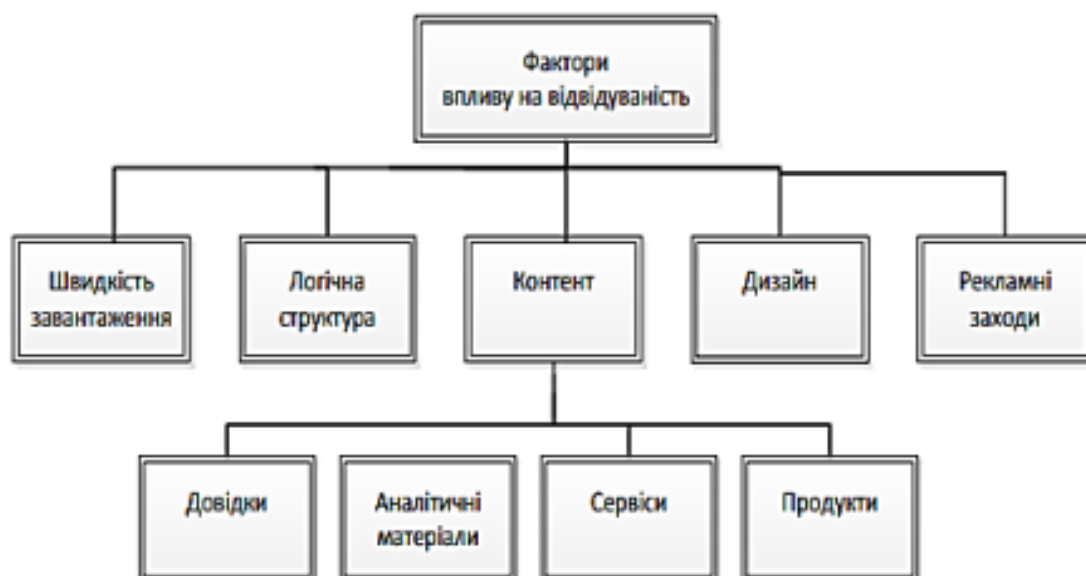 Фактори
впливу на відвідуваність
Швидкість
завантаження
Логічна
структура
Контент
Дизайн
Рекламні
заходи
Довідки
Аналітичні
матеріали
Сервіси
Продукти